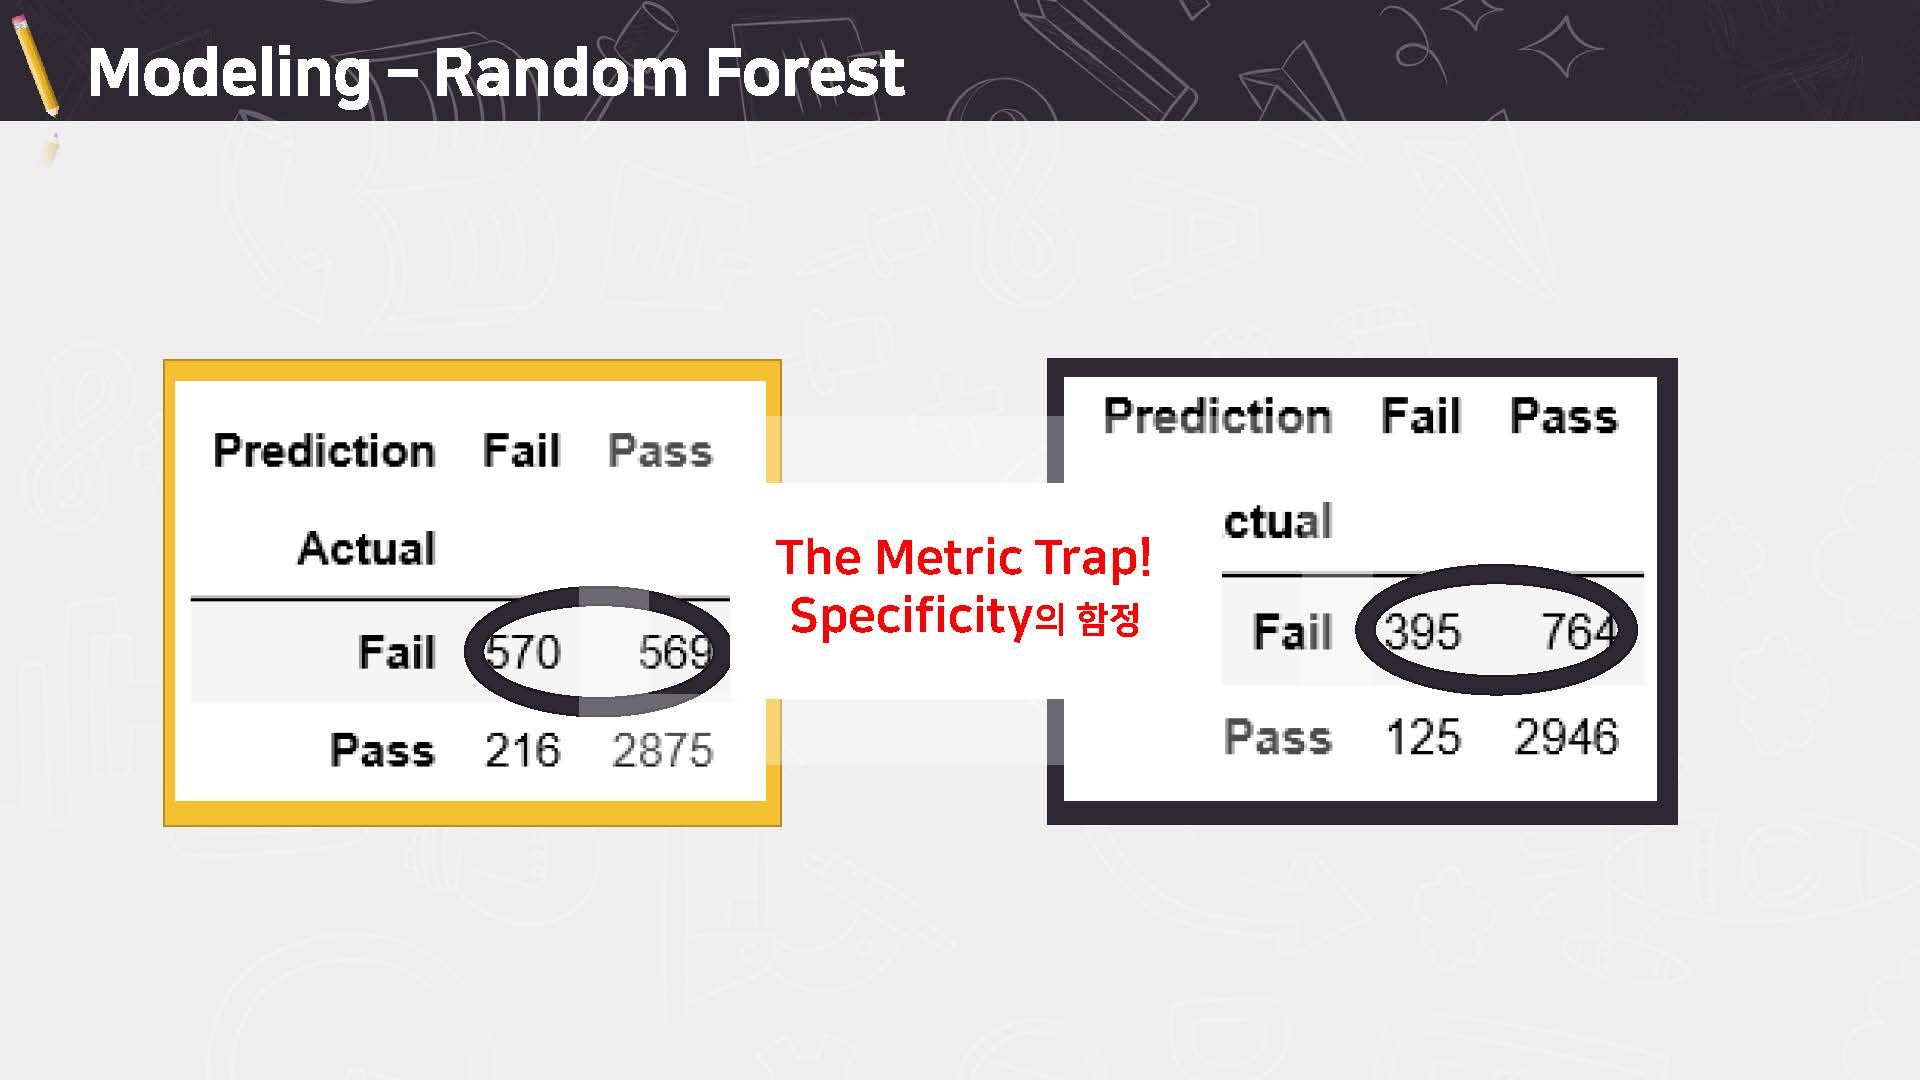 Modeling – Random Forest
Prediction Fail Pass
Actual
Fail 570 569
Pass 216 2875
The Metric Trap!
Specificity의 함정
Prediction Fail Pass
ctual
Fail 395 764
Pass 125 2946